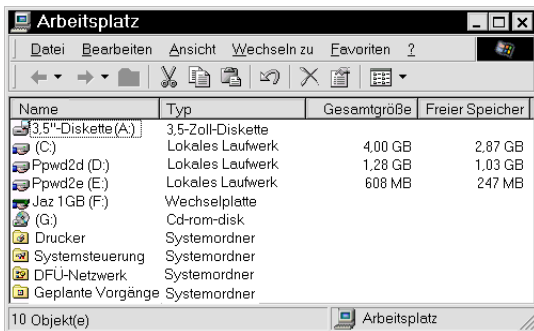 Arbeitsplatz
Datei Bearbeiten Ansicht Wechseln zu Favoriten ?
Name Typ Gesamtgröße Freier Speicher
3,5"-Diskette (A:) 3,5-Zoll-Diskette
(C:) Lokales Laufwerk 4,00 GB 2,87 GB
Ppwd2d (D:) Lokales Laufwerk 1,28 GB 1,03 GB
Ppwd2e (E:) Lokales Laufwerk 608 MB 247 MB
Jaz 1GB (F:) Wechselplatte
(G:) Cd-rom-disk
Drucker Systemordner
Systemsteuerung Systemordner
DFÜ-Netzwerk Systemordner
Geplante Vorgänge Systemordner
10 Objekt(e) Arbeitsplatz